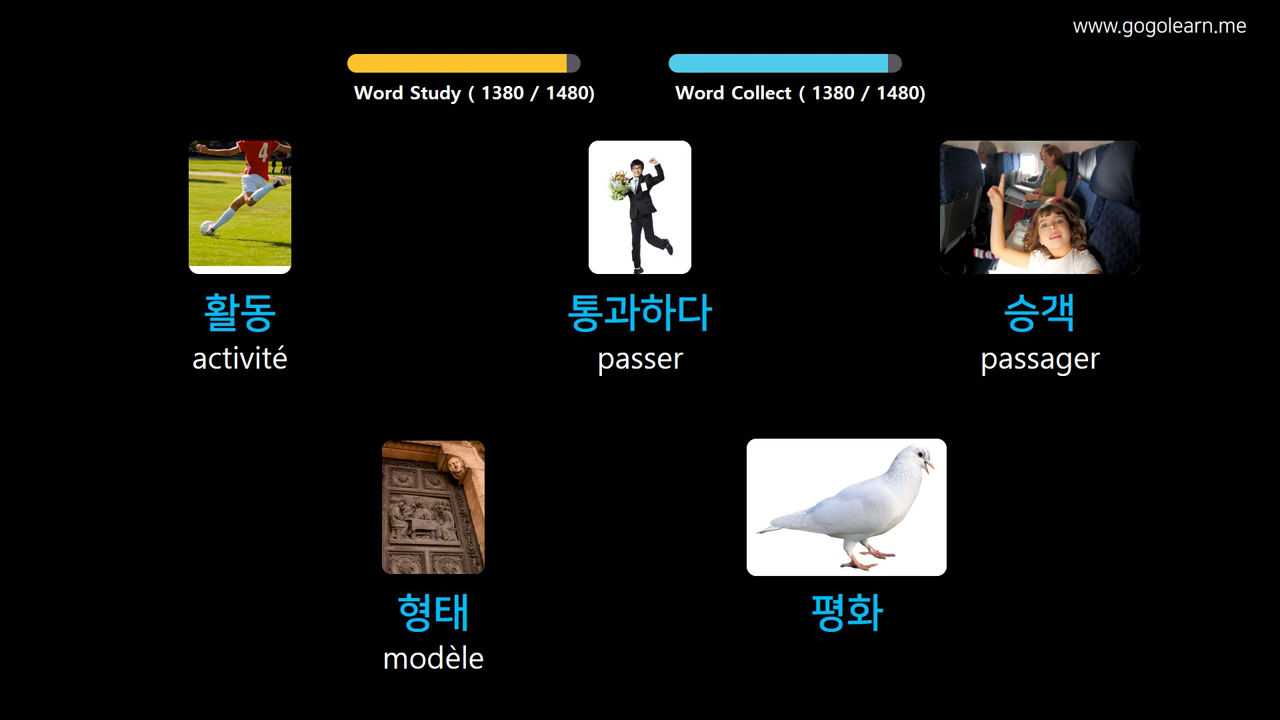 www.gogolearn.me
Word Study ( 1380 / 1480)
Word Collect ( 1380 / 1480)
4
활동
activité
통과하다
passer
승객
passager
형태
modèle
평화